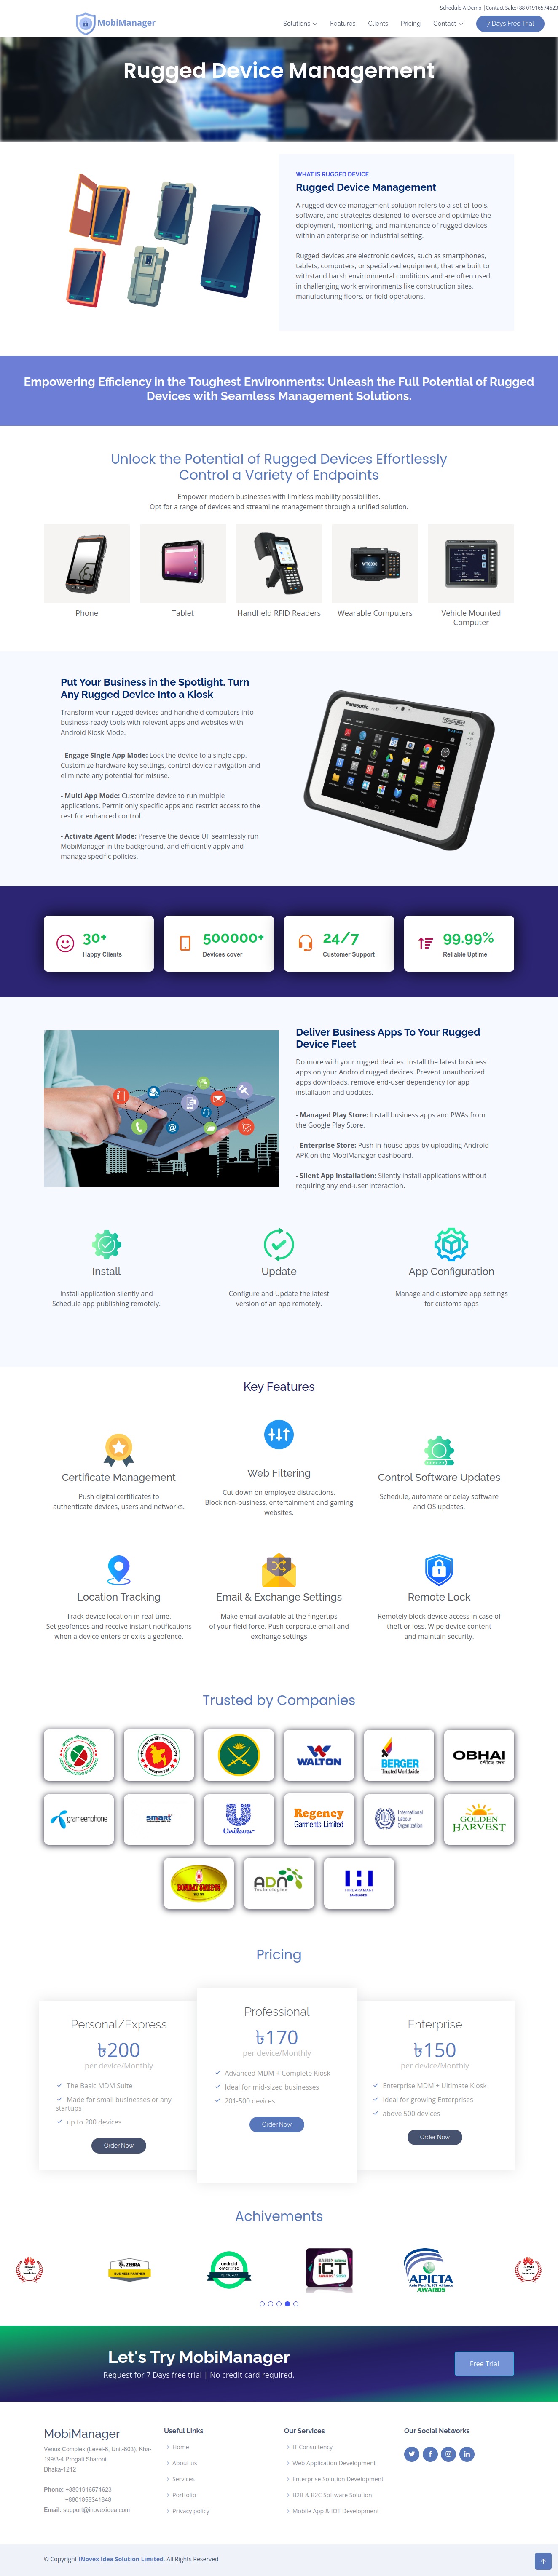 Schedule A Demo |Contact Sale:+88 01916574623
MobiManager
Solutions
Features
Clients
Pricing
Contact
7 Days Free Trial
Rugged Device Management
WHAT IS RUGGED DEVICE
Rugged Device Management
A rugged device management solution refers to a set of tools,
software, and strategies designed to oversee and optimize the
deployment, monitoring, and maintenance of rugged devices
within an enterprise or industrial setting.
Rugged devices are electronic devices, such as smartphones,
tablets, computers, or specialized equipment, that are built to
withstand harsh environmental conditions and are often used
in challenging work environments like construction sites,
manufacturing floors, or field operations.
Empowering Efficiency in the Toughest Environments: Unleash the Full Potential of Rugged
Devices with Seamless Management Solutions.
Unlock the Potential of Rugged Devices Effortlessly
Control a Variety of Endpoints
Empower modern businesses with limitless mobility possibilities.
Opt for a range of devices and streamline management through a unified solution.
Phone
Tablet
Handheld RFID Readers
Wearable Computers
Vehicle Mounted
Computer
Put Your Business in the Spotlight. Turn
Any Rugged Device Into a Kiosk
Transform your rugged devices and handheld computers into
business-ready tools with relevant apps and websites with
Android Kiosk Mode.
- Engage Single App Mode: Lock the device to a single app.
Customize hardware key settings, control device navigation and
eliminate any potential for misuse.
- Multi App Mode: Customize device to run multiple
applications. Permit only specific apps and restrict access to the
rest for enhanced control.
- Activate Agent Mode: Preserve the device UI, seamlessly run
MobiManager in the background, and efficiently apply and
manage specific policies.
Panasonic
30+
Happy Clients
500000+
Devices cover
24/7
Customer Support
99.99%
Reliable Uptime
Deliver Business Apps To Your Rugged
Device Fleet
Do more with your rugged devices. Install the latest business
apps on your Android rugged devices. Prevent unauthorized
apps downloads, remove end-user dependency for app
installation and updates.
- Managed Play Store: Install business apps and PWAs from
the Google Play Store.
- Enterprise Store: Push in-house apps by uploading Android
APK on the MobiManager dashboard.
- Silent App Installation: Silently install applications without
requiring any end-user interaction.
Install
Install application silently and
Schedule app publishing remotely.
Update
Configure and Update the latest
version of an app remotely.
App Configuration
Manage and customize app settings
for customs apps
Key Features
Certificate Management
Push digital certificates to
authenticate devices, users and networks.
Web Filtering
Cut down on employee distractions.
Block non-business, entertainment and gaming
websites.
Control Software Updates
Schedule, automate or delay software
and OS updates.
Location Tracking
Track device location in real time.
Set geofences and receive instant notifications
when a device enters or exits a geofence.
Email & Exchange Settings
Make email available at the fingertips
of your field force. Push corporate email and
exchange settings
Remote Lock
Remotely block device access in case of
theft or loss. Wipe device content
and maintain security.
Trusted by Companies
WALTON
BERGER
Trusted Worldwide
OBHAI
grameenphone
smart
Unilever
Regency
Garments Limited
International
Labour
Organization
GOLDEN
HARVEST
BOMBAY SWEETS
ADN
Technologies
Pricing
Personal/Express
৳200
per device/Monthly
The Basic MDM Suite
Made for small businesses or any
startups
up to 200 devices
Order Now
Professional
৳170
per device/Monthly
Advanced MDM + Complete Kiosk
Ideal for mid-sized businesses
201-500 devices
Order Now
Enterprise
৳150
per device/Monthly
Enterprise MDM + Ultimate Kiosk
Ideal for growing Enterprises
above 500 devices
Order Now
Achivements
ZEBRA
BUSINESS PARTNER
android
enterprise
ICT
APICTA
Asia Pacific ICT Alliance
AWARDS
Let's Try MobiManager
Request for 7 Days free trial | No credit card required.
Free Trial
MobiManager
Venus Complex (Level-8, Unit-803), Kha-
199/3-4 Progati Sharoni,
Dhaka-1212
Phone: +8801916574623
+8801858341848
Email: support@inovexidea.com
Useful Links
Home
About us
Services
Portfolio
Privacy policy
Our Services
IT Consultency
Web Application Development
Enterprise Solution Development
B2B & B2C Software Solution
Mobile App & IOT Development
Our Social Networks
© Copyright INovex Idea Solution Limited. All Rights Reserved